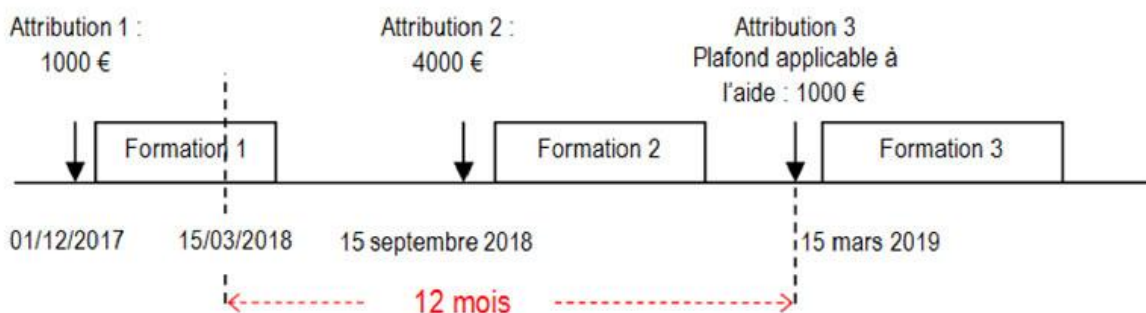 Attribution 1 :
1000 €
Attribution 2 :
4000 €
Attribution 3
Plafond applicable à
l'aide : 1000 €
Formation 1
Formation 2
Formation 3
01/12/2017
15/03/2018
15 septembre 2018
15 mars 2019
12 mois